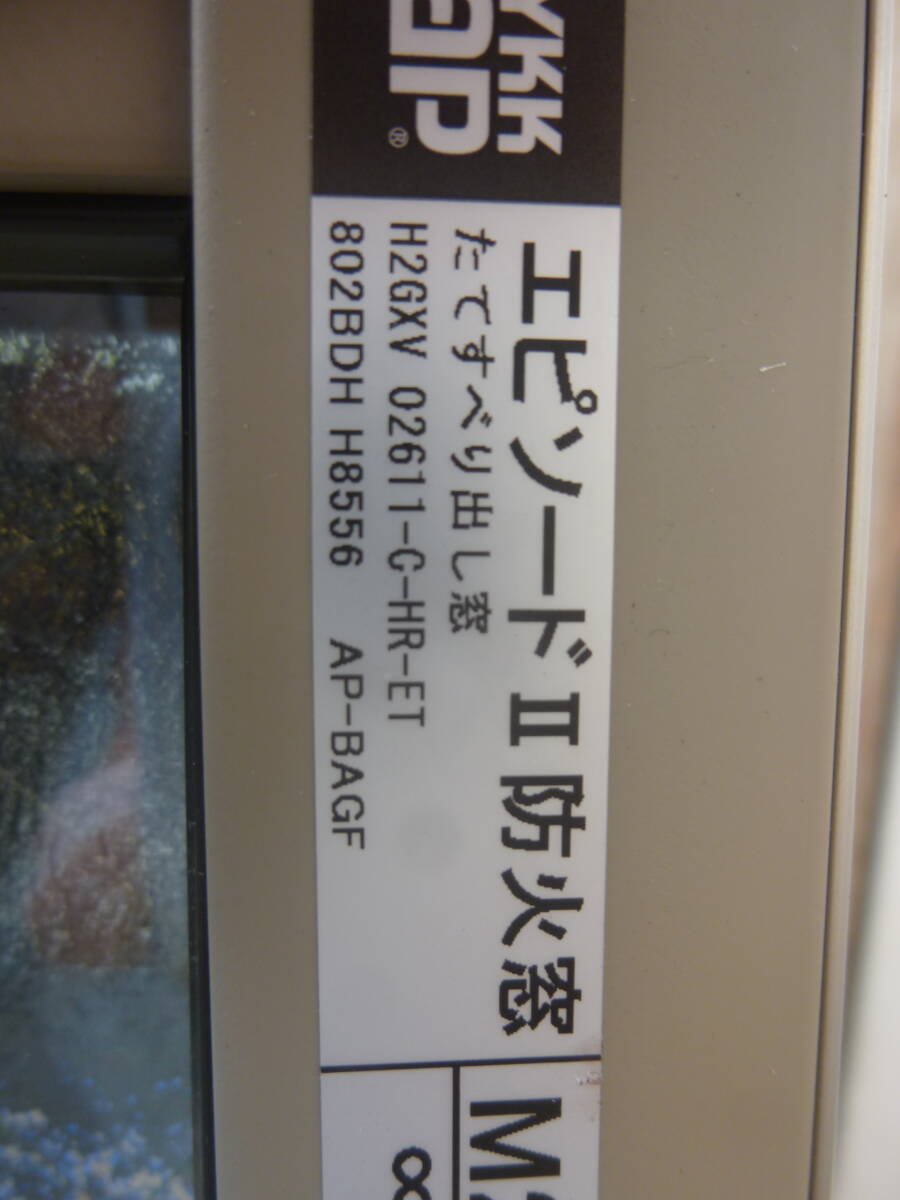 YKK
ap®
エピソードⅡ防火窓
たてすべり出し窓
H2GXV 02611-C-HR-ET
802BDH H8556 AP-BAGF
M